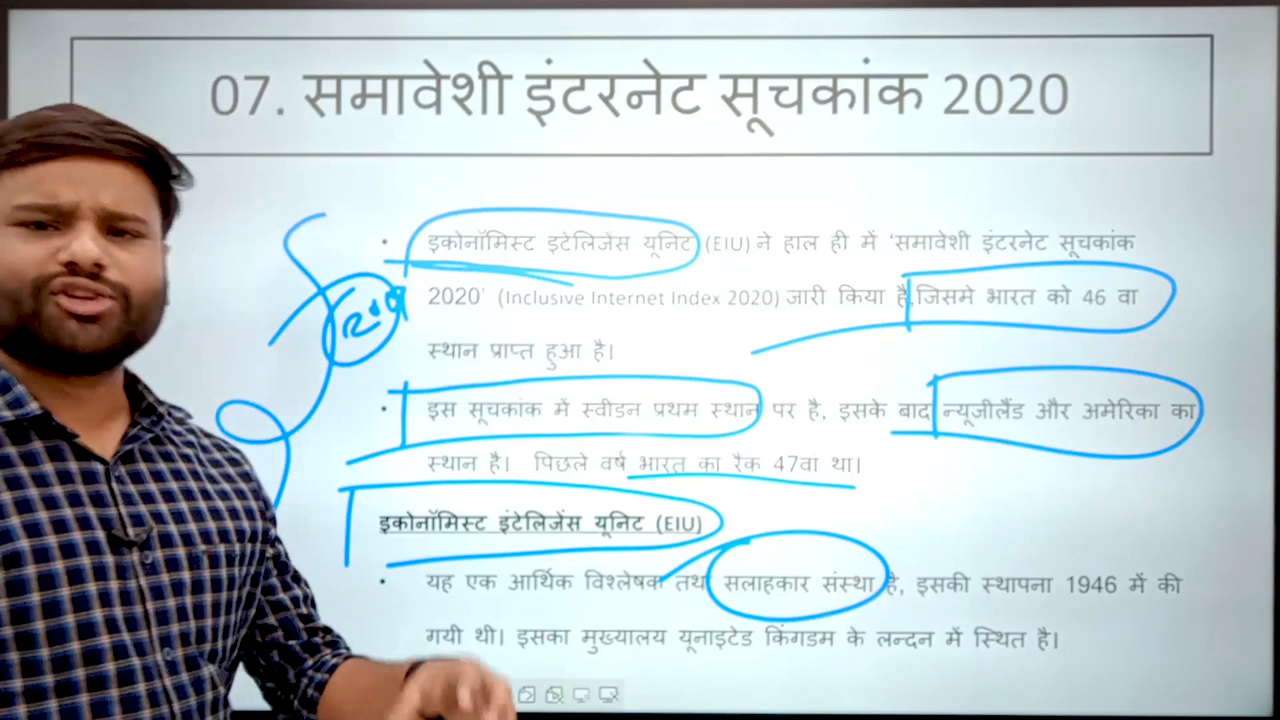 07. समावेशी इंटरनेट सूचकांक 2020
• इकोनॉमिस्ट इटेलिजेंस यूनिट (EIU) ने हाल ही में 'समावेशी इंटरनेट सूचकांक
2020' (Inclusive Internet Index 2020) जारी किया है,जिसमे भारत को 46 वा
स्थान प्राप्त हुआ है।
• इस सूचकांक में स्वीडन प्रथम स्थान पर है, इसके बाद न्यूजीलैंड और अमेरिका का
स्थान है। पिछले वर्ष भारत का रैंक 47वा था।
इकोनॉमिस्ट इंटेलिजेंस यूनिट (EIU)
• यह एक आर्थिक विश्लेषक तथ सलाहकार संस्था है, इसकी स्थापना 1946 में की
गयी थी। इसका मुख्यालय यूनाइटेड किंगडम के लन्दन में स्थित है।